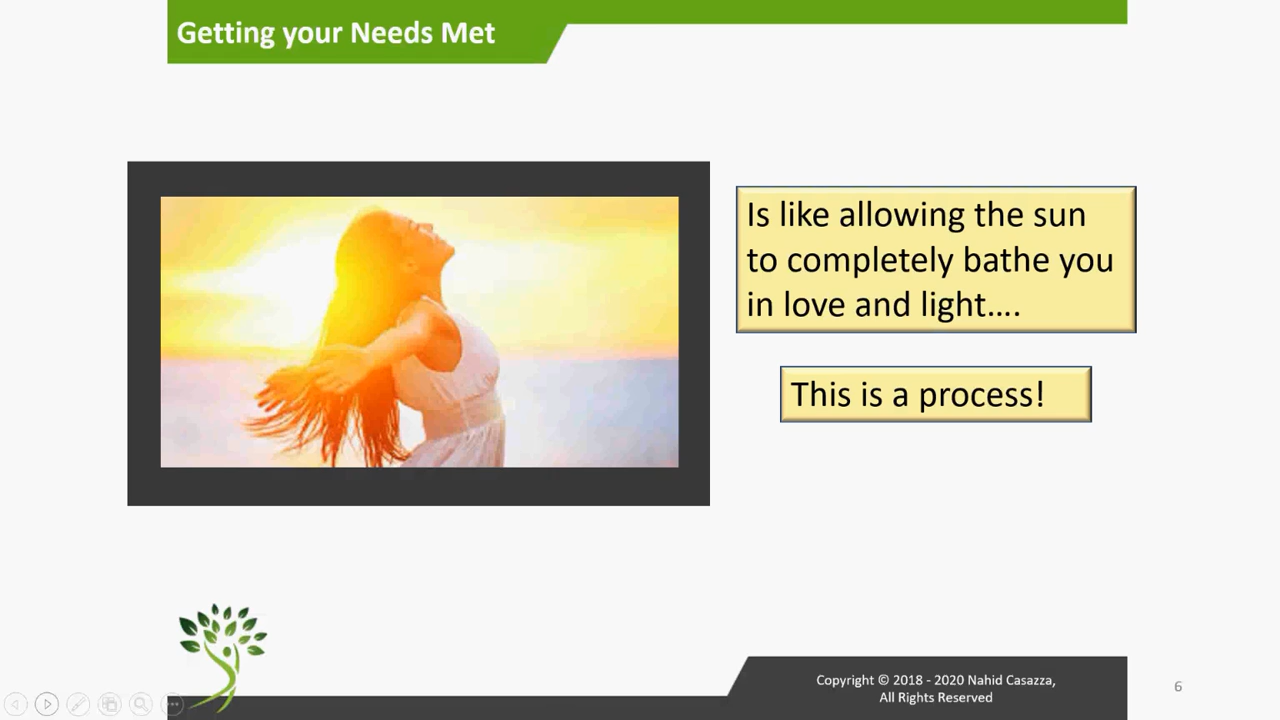 Getting your Needs Met
Is like allowing the sun
to completely bathe you
in love and light....
This is a process!
Copyright © 2018 - 2020 Nahid Casazza,
All Rights Reserved
6